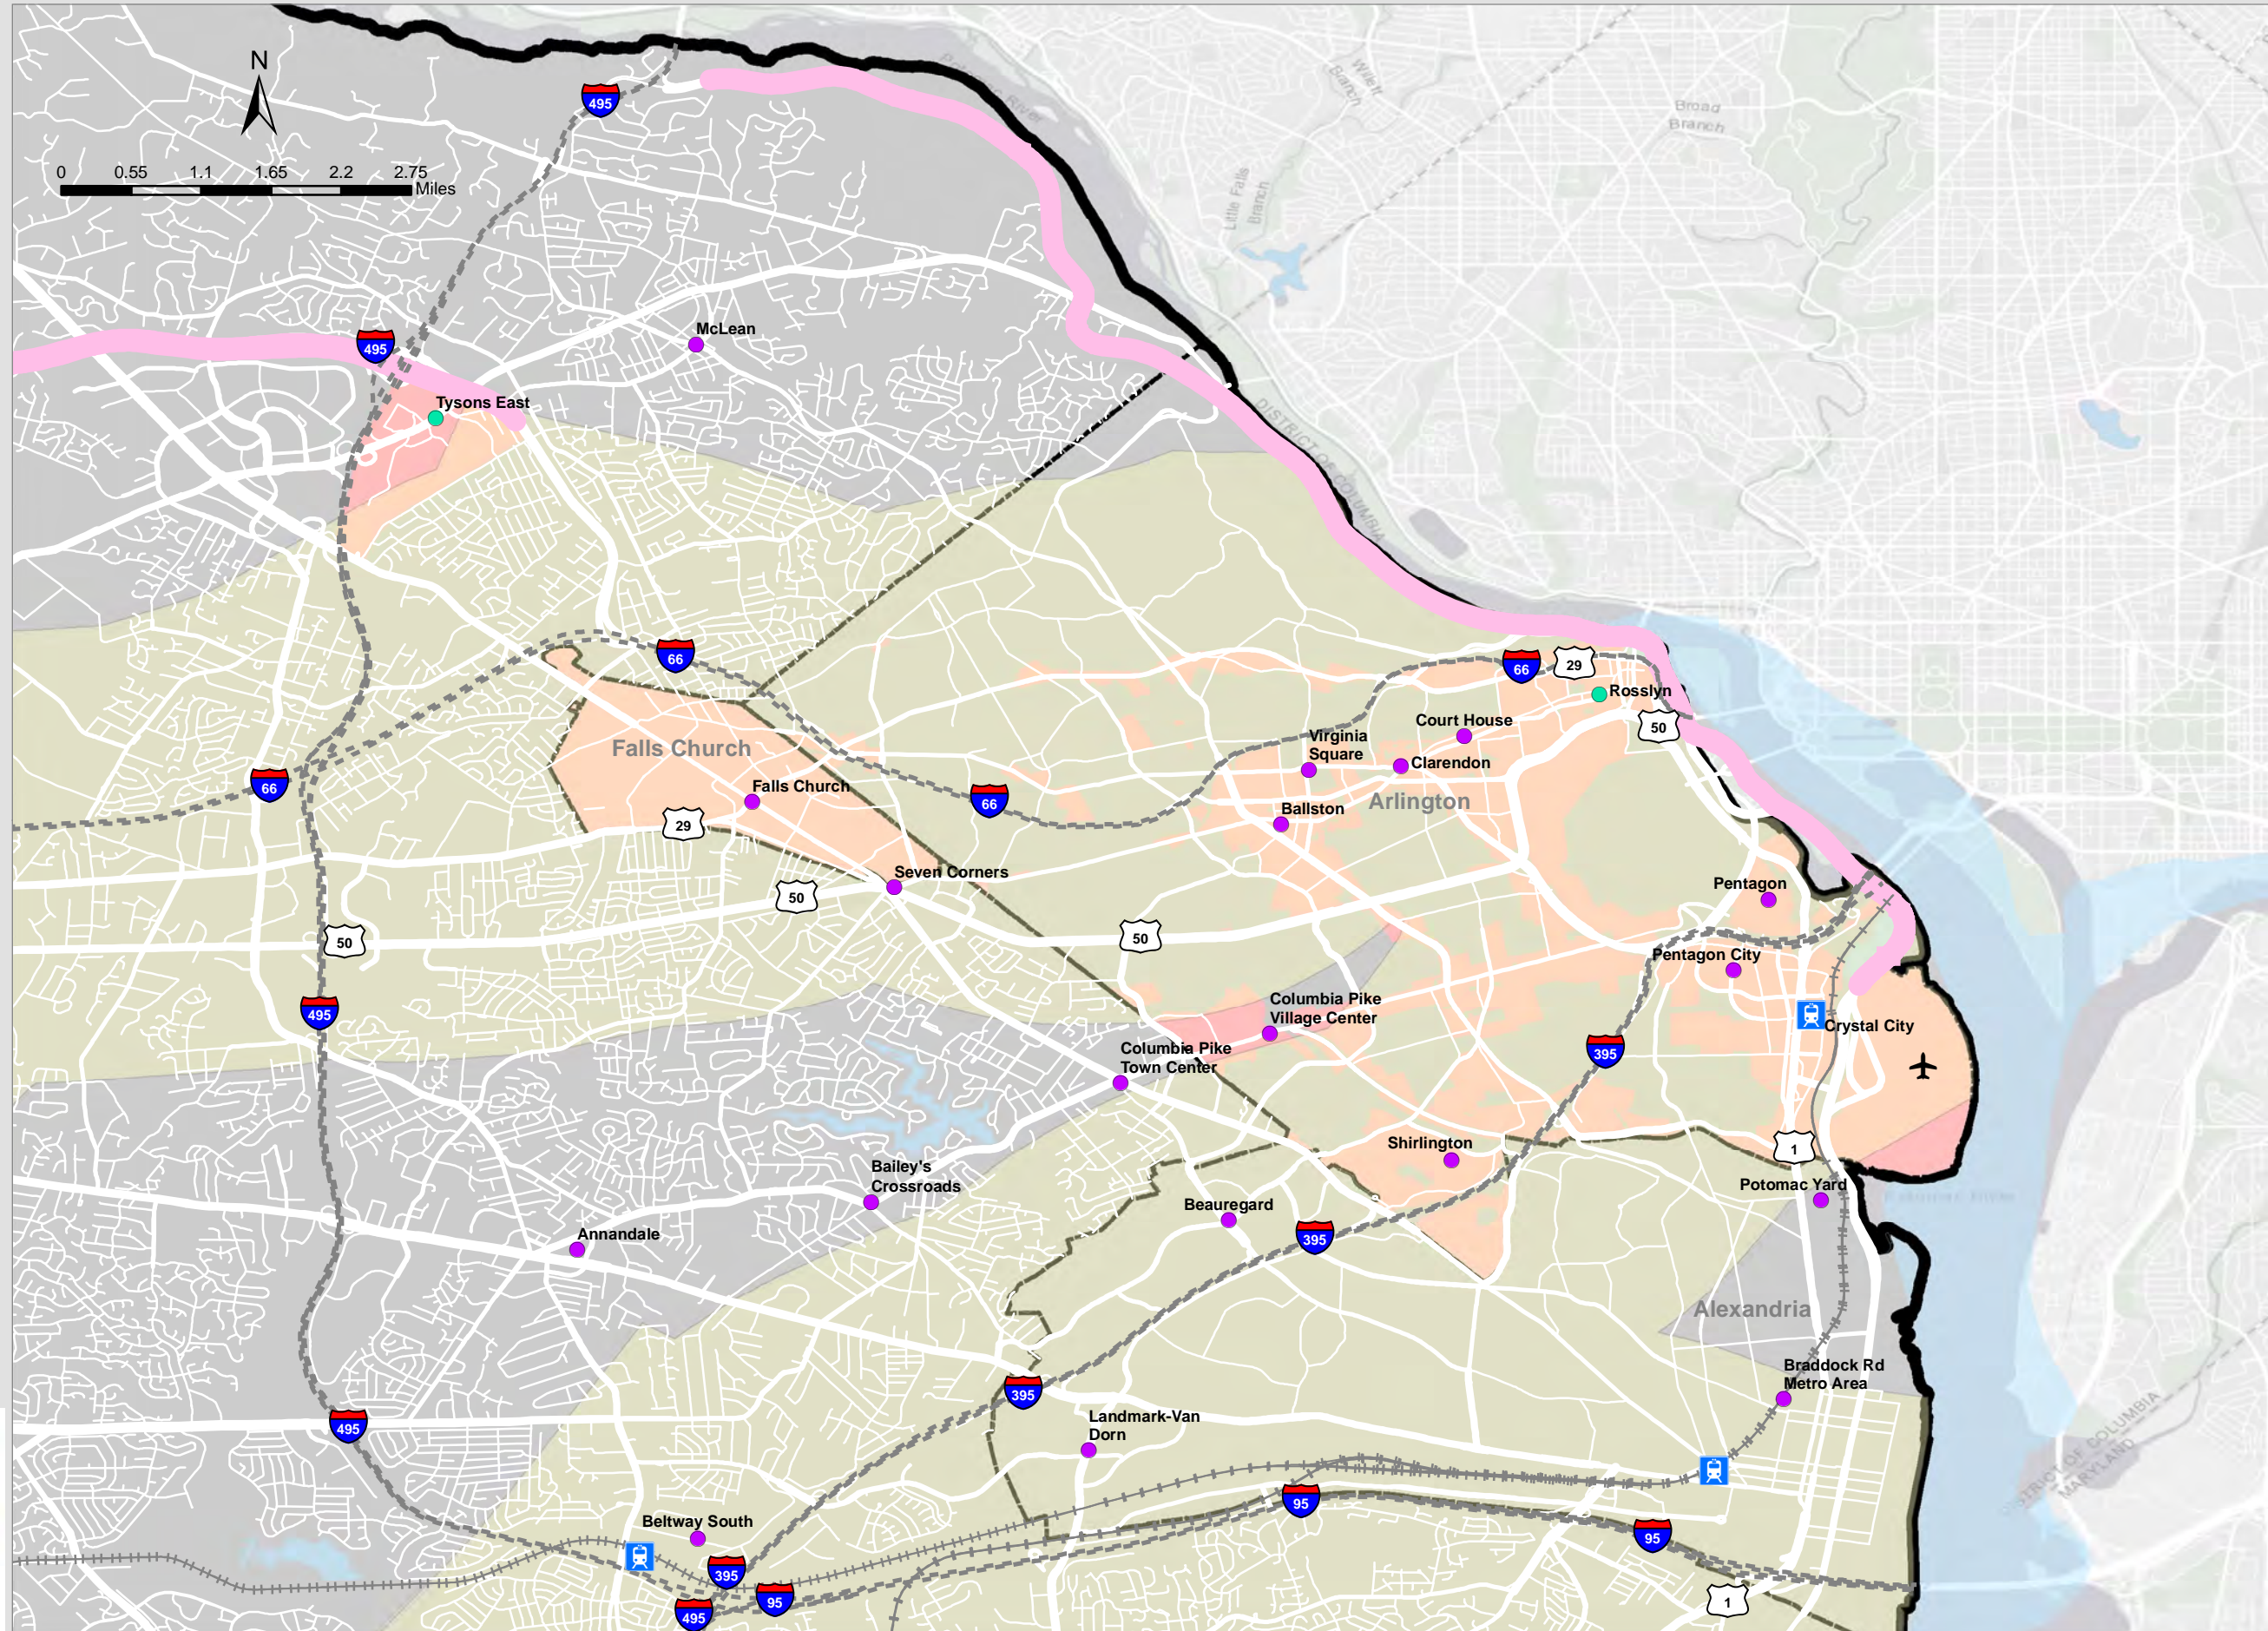 N
0 0.55 1.1 1.65 2.2 2.75
Miles
495
Willett
Branch
Broad
Branch
Little Falls
Branch
495
McLean
Tysons East
DISTRICT OF COLUMBIA
66
66
29
Rosslyn
50
Court House
Virginia
Square
Clarendon
Arlington
Ballston
Falls Church
Falls Church
66
66
29
Seven Corners
50
50
50
Pentagon
Pentagon City
495
Columbia Pike
Village Center
Crystal City
395
Columbia Pike
Town Center
Shirlington
1
Bailey's
Crossroads
Potomac Yard
Beauregard
Annandale
395
Alexandria
Braddock Rd
Metro Area
395
495
Landmark-Van
Dorn
DISTRICT OF COLUMBIA
MARYLAND
95
Beltway South
95
395
95
495
1